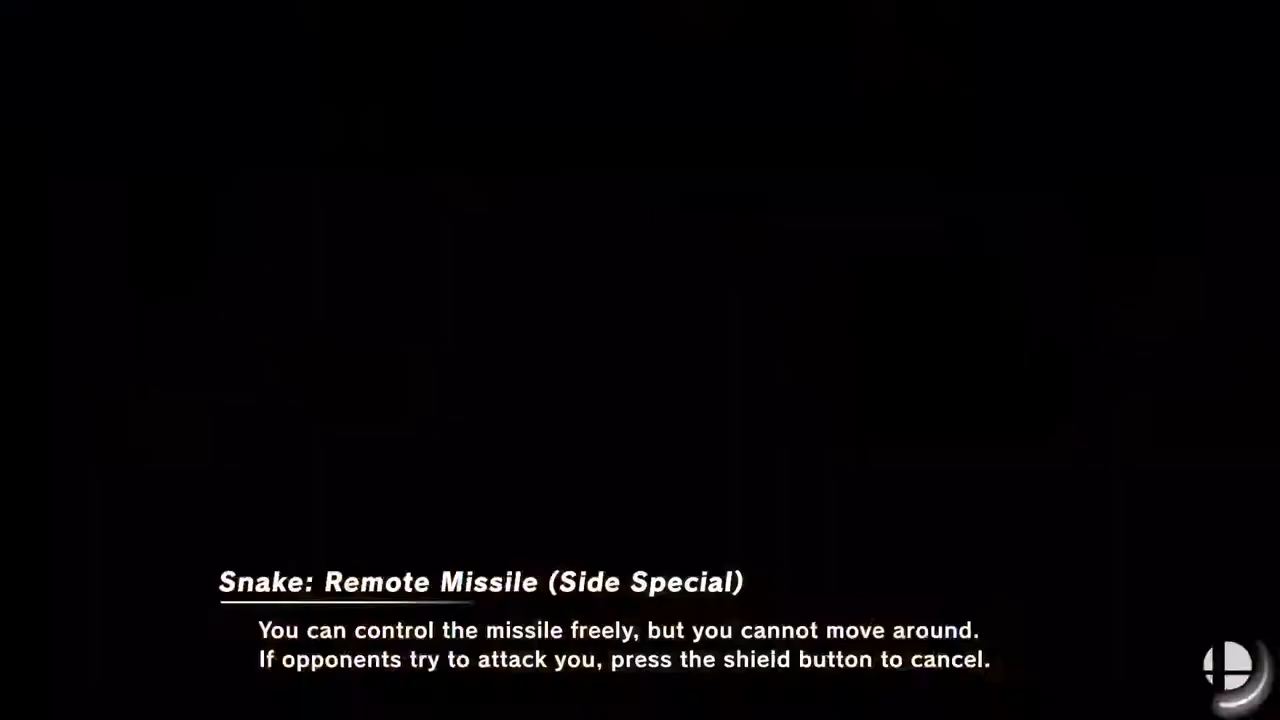 Snake: Remote Missile (Side Special)
You can control the missile freely, but you cannot move around.
If opponents try to attack you, press the shield button to cancel.